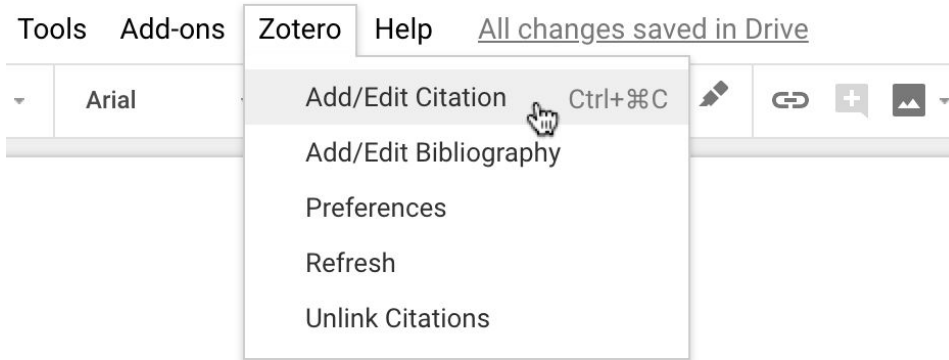 Tools Add-ons Zotero Help All changes saved in Drive
Arial
Add/Edit Citation Ctrl+⌘C
Add/Edit Bibliography
Preferences
Refresh
Unlink Citations